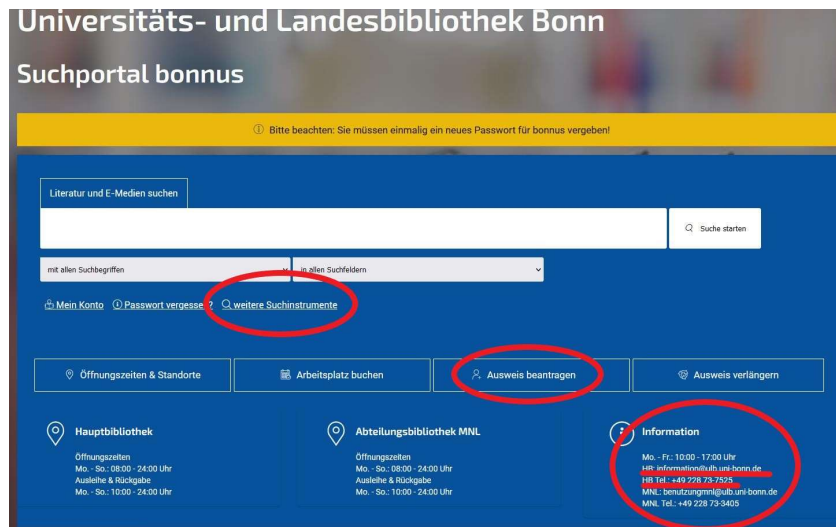 Universitäts- und Landesbibliothek Bonn
Suchportal bonnus
Bitte beachten: Sie müssen einmalig ein neues Passwort für bonnus vergeben!
Literatur und E-Medien suchen
Suche starten
mit allen Suchbegriffen
in allen Suchfeldern
Mein Konto Passwort vergessen? weitere Suchinstrumente
Öffnungszeiten & Standorte
Arbeitsplatz buchen
Ausweis beantragen
Ausweis verlängern
Hauptbibliothek
Öffnungszeiten
Mo. - So.: 08:00 - 24:00 Uhr
Ausleihe & Rückgabe
Mo. - So.: 10:00 - 24:00 Uhr
Abteilungsbibliothek MNL
Öffnungszeiten
Mo. - So.: 08:00 - 24:00 Uhr
Ausleihe & Rückgabe
Mo. - So.: 10:00 - 24:00 Uhr
Information
Mo. - Fr.: 10:00 - 17:00 Uhr
HB: information@ulb.uni-bonn.de
HB Tel.: +49 228 73-7525
MNL: benutzungmnl@ulb.uni-bonn.de
MNL Tel.: +49 228 73-3405